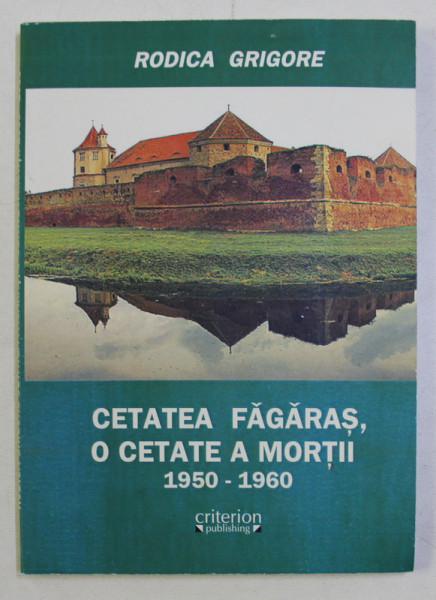 RODICA GRIGORE
CETATEA FĂGĂRAȘ,
O CETATE A MORȚII
1950 - 1960
criterion
publishing